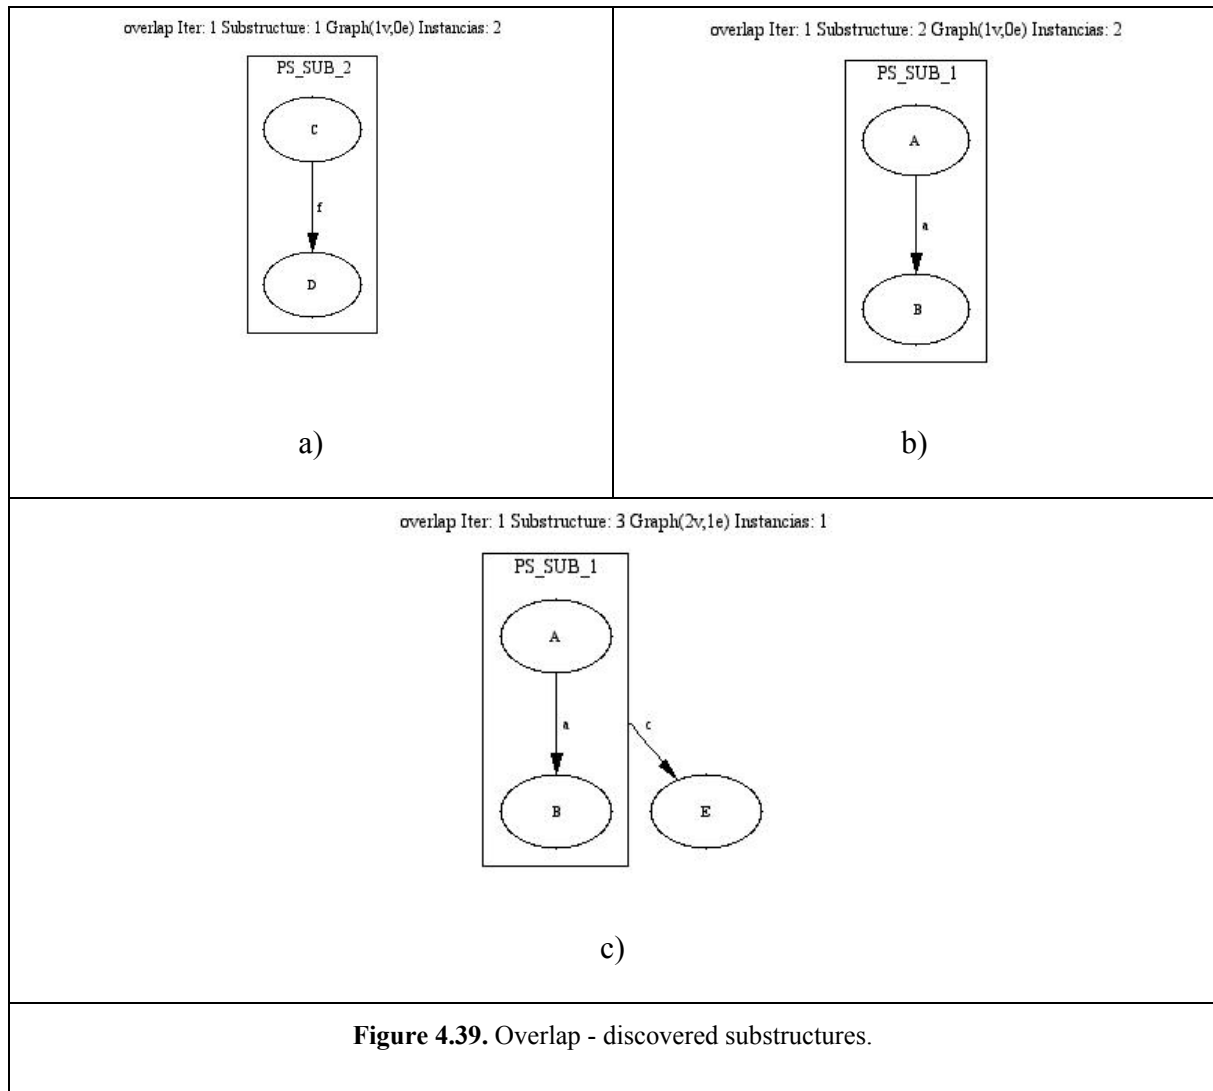 overlap Iter: 1 Substructure: 1 Graph(1v,0e) Instancias: 2
PS_SUB_2
C
f
D
a)
overlap Iter: 1 Substructure: 2 Graph(1v,0e) Instancias: 2
PS_SUB_1
A
a
B
b)
overlap Iter: 1 Substructure: 3 Graph(2v,1e) Instancias: 1
PS_SUB_1
A
a
c
B
E
c)
Figure 4.39. Overlap - discovered substructures.